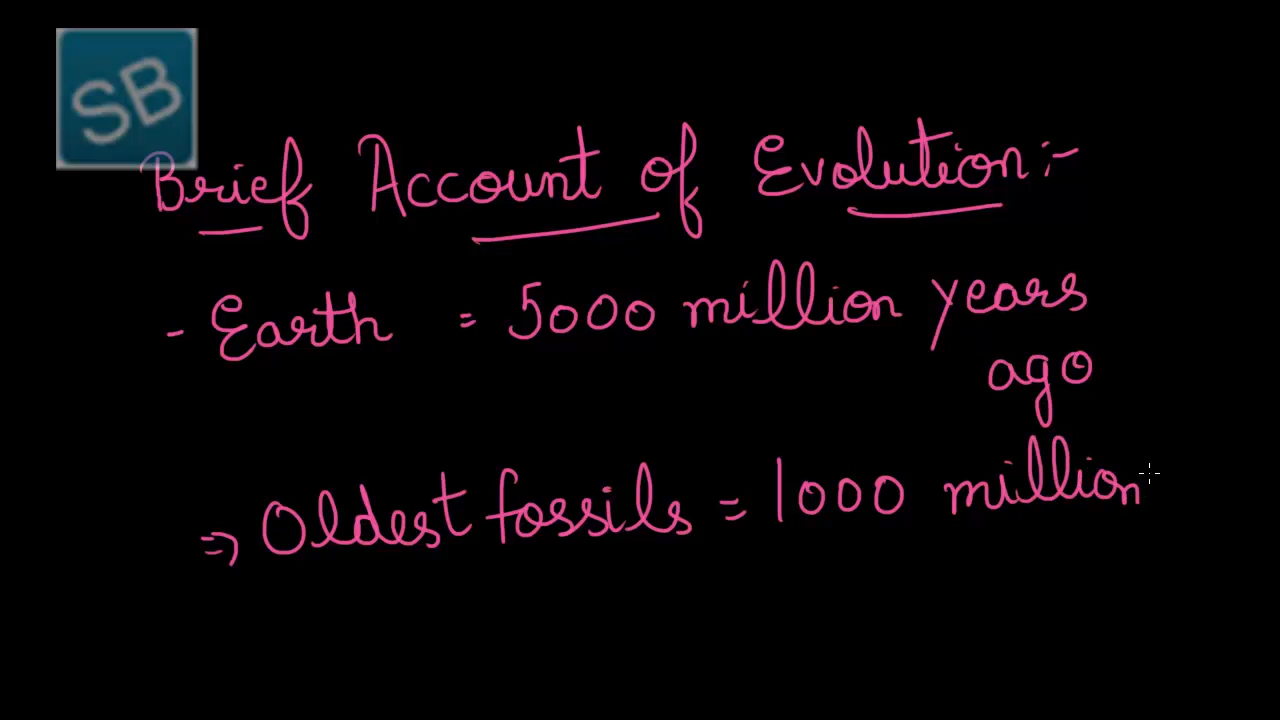 SB
Brief Account of Evolution :-
- Earth = 5000 million years
ago
⇒ Oldest fossils = 1000 million